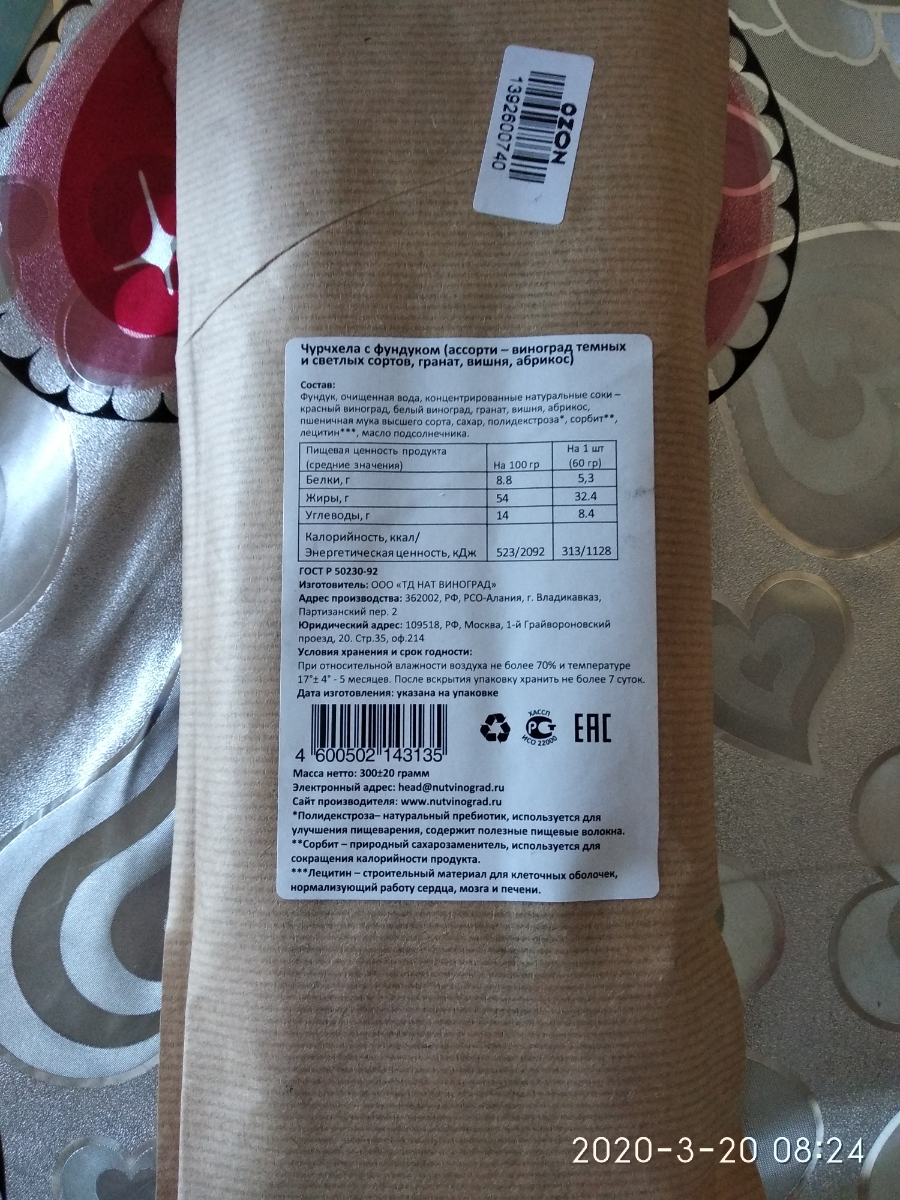 OZON
1392600740
Чурчхела с фундуком (ассорти – виноград темных
и светлых сортов, гранат, вишня, абрикос)
Состав:
Фундук, очищенная вода, концентрированные натуральные соки –
красный виноград, белый виноград, гранат, вишня, абрикос,
пшеничная мука высшего сорта, сахар, полидекстроза*, сорбит**,
лецитин***, масло подсолнечника.
Пищевая ценность продукта
(средние значения) На 100 гр На 1 шт (60 гр)
Белки, г 8.8 5,3
Жиры, г 54 32.4
Углеводы, г 14 8.4
Калорийность, ккал/
Энергетическая ценность, кДж 523/2092 313/1128
ГОСТ Р 50230-92
Изготовитель: ООО «ТД НАТ ВИНОГРАД»
Адрес производства: 362002, РФ, РСО-Алания, г. Владикавказ,
Партизанский пер. 2
Юридический адрес: 109518, РФ, Москва, 1-й Грайвороновский
проезд, 20. Стр.35, оф.214
Условия хранения и срок годности:
При относительной влажности воздуха не более 70% и температуре
17°± 4° - 5 месяцев. После вскрытия упаковку хранить не более 7 суток.
Дата изготовления: указана на упаковке
4 600502 143135
ХАССП
РСТ
ИСО 22000
EAC
Масса нетто: 300±20 грамм
Электронный адрес: head@nutvinograd.ru
Сайт производителя: www.nutvinograd.ru
*Полидекстроза– натуральный пребиотик, используется для
улучшения пищеварения, содержит полезные пищевые волокна.
**Сорбит – природный сахарозаменитель, используется для
сокращения калорийности продукта.
***Лецитин – строительный материал для клеточных оболочек,
нормализующий работу сердца, мозга и печени.
2020-3-20 08:24